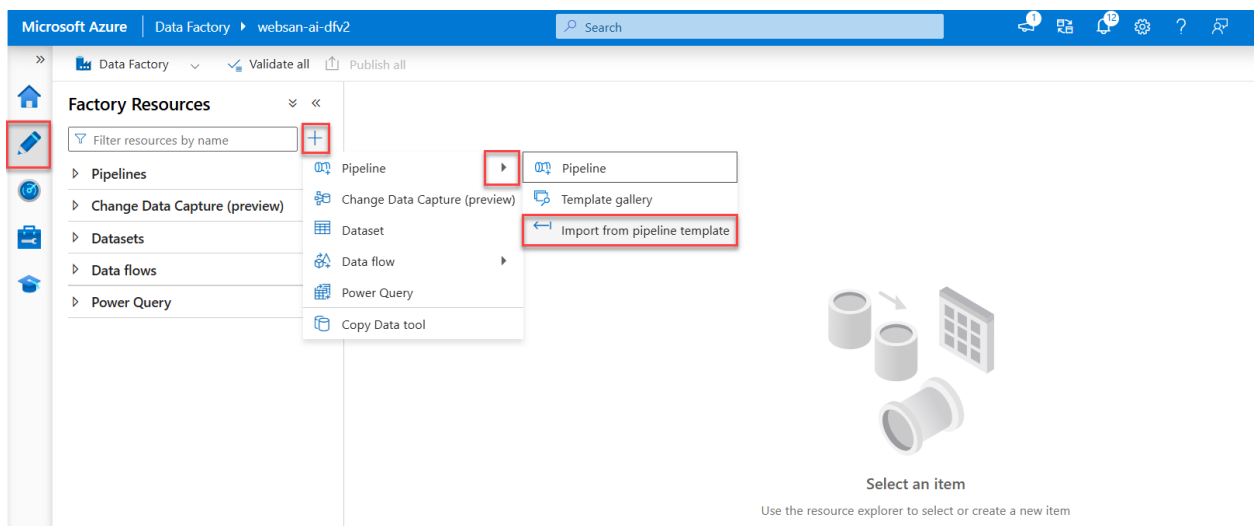 Microsoft Azure Data Factory websan-ai-dfv2 Search 1 12 ?
Data Factory Validate all Publish all
Factory Resources
Filter resources by name
Pipelines
Change Data Capture (preview)
Datasets
Data flows
Power Query
Pipeline
Change Data Capture (preview)
Dataset
Data flow
Power Query
Copy Data tool
Pipeline
Template gallery
Import from pipeline template
Select an item
Use the resource explorer to select or create a new item